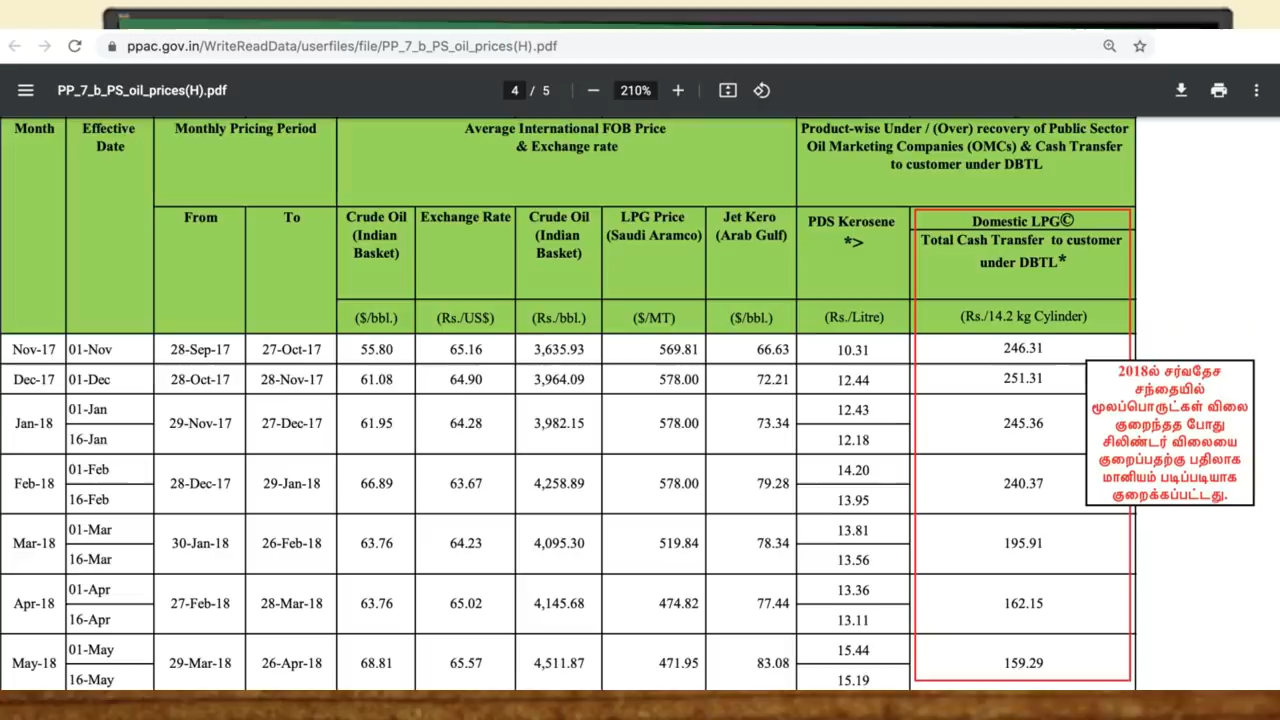 ppac.gov.in/WriteReadData/userfiles/file/PP_7_b_PS_oil_prices(H).pdf
PP_7_b_PS_oil_prices(H).pdf 4 / 5 210%
Month Effective Date Monthly Pricing Period Average International FOB Price & Exchange rate Product-wise Under / (Over) recovery of Public Sector Oil Marketing Companies (OMCs) & Cash Transfer to customer under DBTL
From To Crude Oil (Indian Basket) Exchange Rate Crude Oil (Indian Basket) LPG Price (Saudi Aramco) Jet Kero (Arab Gulf) PDS Kerosene *> Domestic LPG© Total Cash Transfer to customer under DBTL*
($/bbl.) (Rs./US$) (Rs./bbl.) ($/MT) ($/bbl.) (Rs./Litre) (Rs./14.2 kg Cylinder)
Nov-17 01-Nov 28-Sep-17 27-Oct-17 55.80 65.16 3,635.93 569.81 66.63 10.31 246.31
Dec-17 01-Dec 28-Oct-17 28-Nov-17 61.08 64.90 3,964.09 578.00 72.21 12.44 251.31
Jan-18 01-Jan 16-Jan 29-Nov-17 27-Dec-17 61.95 64.28 3,982.15 578.00 73.34 12.43 12.18 245.36
Feb-18 01-Feb 16-Feb 28-Dec-17 29-Jan-18 66.89 63.67 4,258.89 578.00 79.28 14.20 13.95 240.37
Mar-18 01-Mar 16-Mar 30-Jan-18 26-Feb-18 63.76 64.23 4,095.30 519.84 78.34 13.81 13.56 195.91
Apr-18 01-Apr 16-Apr 27-Feb-18 28-Mar-18 63.76 65.02 4,145.68 474.82 77.44 13.36 13.11 162.15
May-18 01-May 16-May 29-Mar-18 26-Apr-18 68.81 65.57 4,511.87 471.95 83.08 15.44 15.19 159.29
2018ல் சர்வதேச
சந்தையில்
மூலப்பொருட்கள் விலை
குறைந்தத போது
சிலிண்டர் விலையை
குறைப்பதற்கு பதிலாக
மானியம் படிப்படியாக
குறைக்கப்பட்டது.